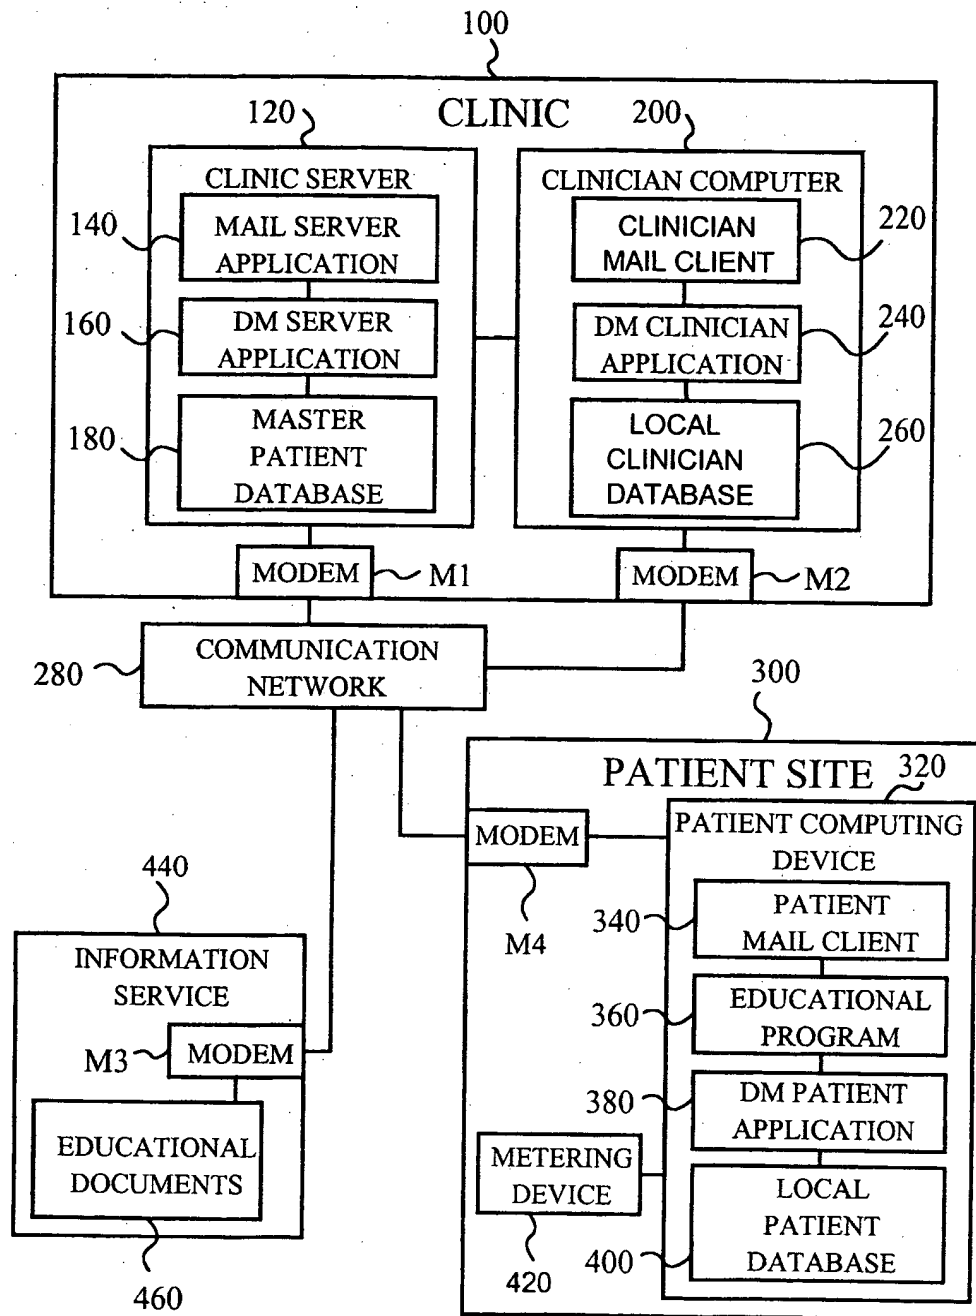 100
CLINIC
120
200
CLINIC SERVER
CLINICIAN COMPUTER
140
MAIL SERVER
APPLICATION
CLINICIAN
MAIL CLIENT
220
160
DM SERVER
APPLICATION
DM CLINICIAN
APPLICATION
240
180
MASTER
PATIENT
DATABASE
LOCAL
CLINICIAN
DATABASE
260
MODEM
M1
MODEM
M2
280
COMMUNICATION
NETWORK
300
PATIENT SITE
320
MODEM
M4
PATIENT COMPUTING
DEVICE
340
PATIENT
MAIL CLIENT
360
EDUCATIONAL
PROGRAM
380
DM PATIENT
APPLICATION
METERING
DEVICE
420
400
LOCAL
PATIENT
DATABASE
440
INFORMATION
SERVICE
M3
MODEM
EDUCATIONAL
DOCUMENTS
460